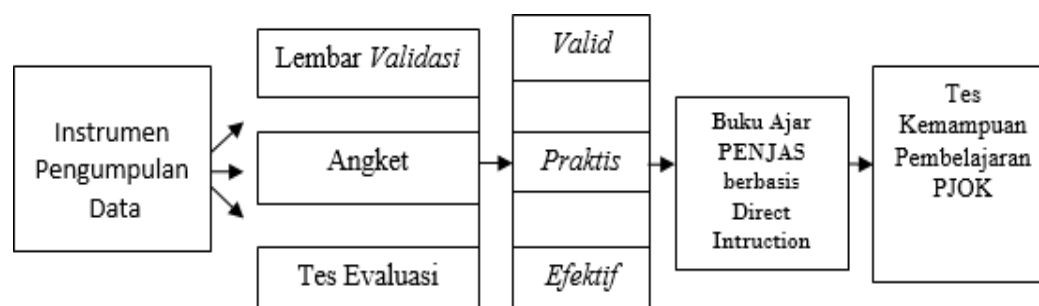 Instrumen
Pengumpulan
Data
Lembar Validasi
Angket
Tes Evaluasi
Valid
Praktis
Efektif
Buku Ajar
PENJAS
berbasis
Direct
Intruction
Tes
Kemampuan
Pembelajaran
PJOK